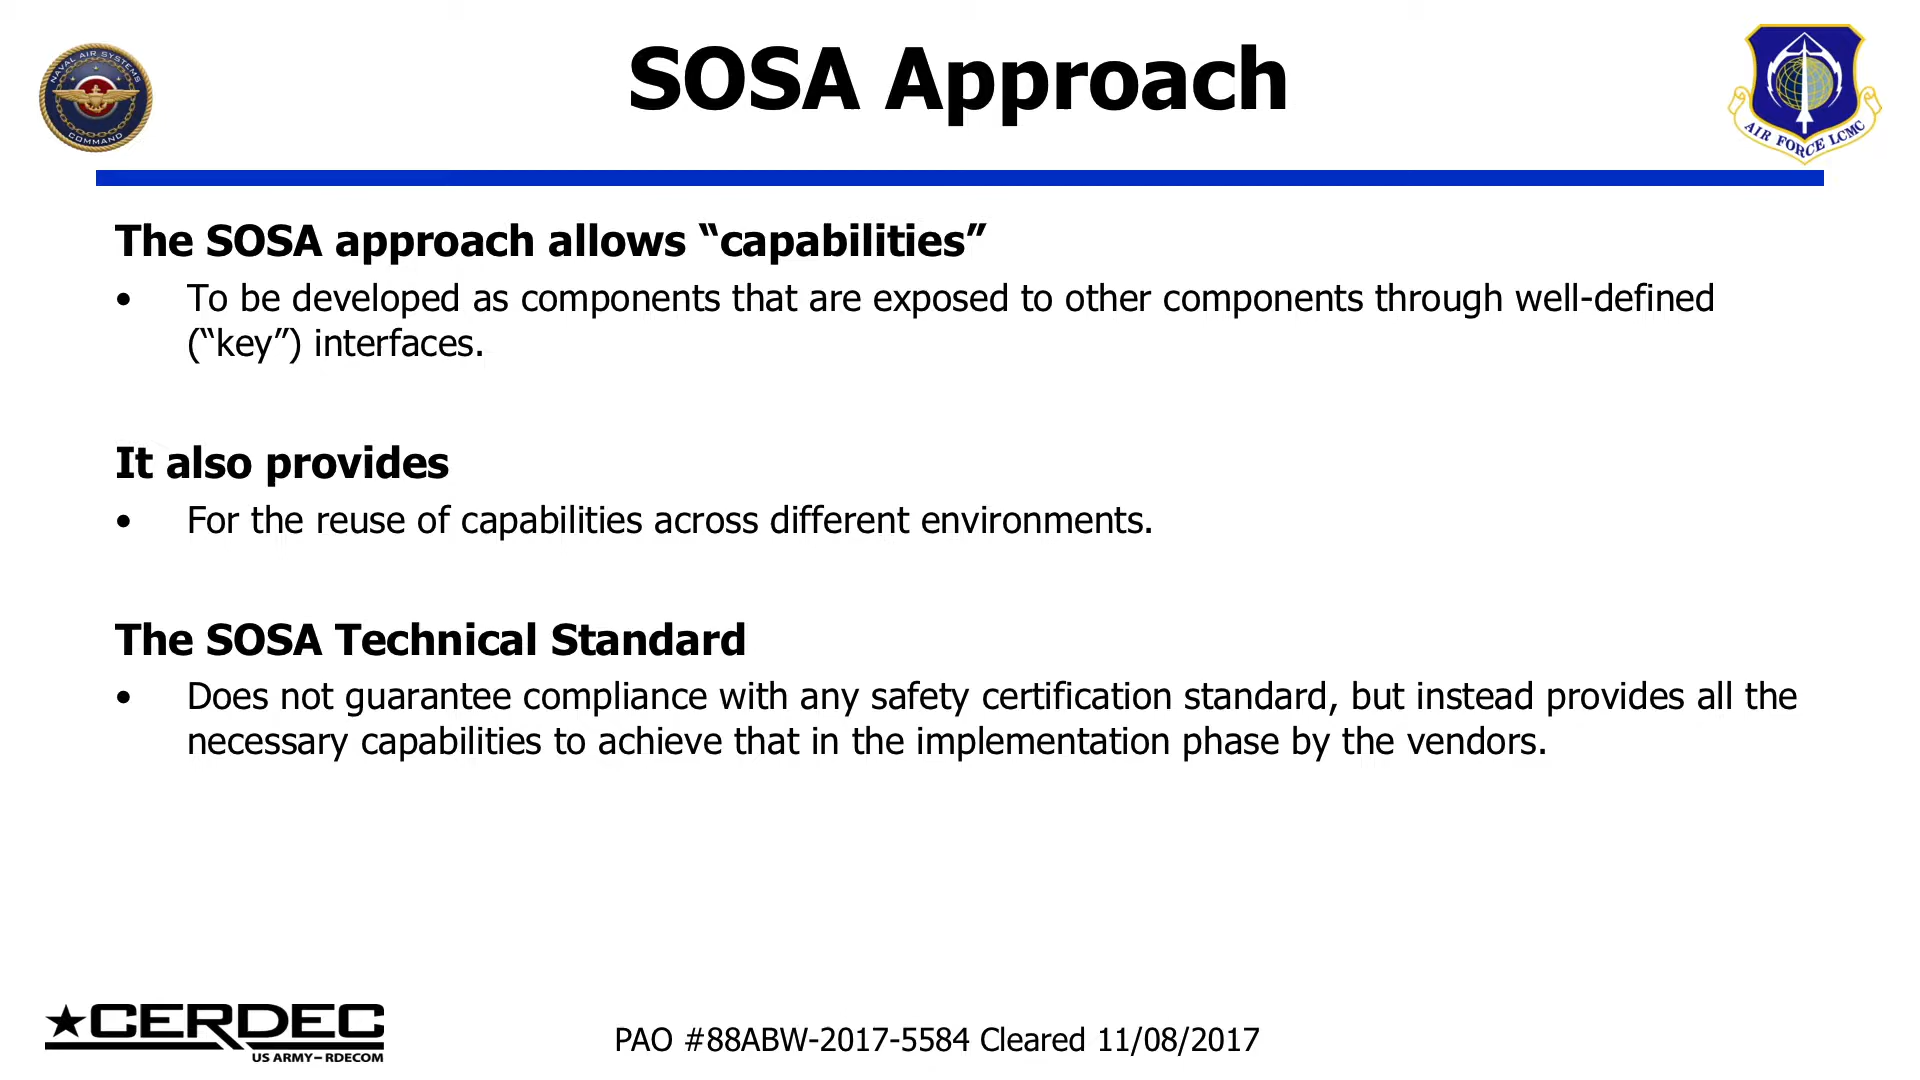 NAVAL AIR SYSTEMS
COMMAND
SOSA Approach
AIR FORCE LCMC
The SOSA approach allows “capabilities”
• To be developed as components that are exposed to other components through well-defined
(“key”) interfaces.
It also provides
• For the reuse of capabilities across different environments.
The SOSA Technical Standard
• Does not guarantee compliance with any safety certification standard, but instead provides all the
necessary capabilities to achieve that in the implementation phase by the vendors.
CERDEC
US ARMY – RDECOM
PAO #88ABW-2017-5584 Cleared 11/08/2017